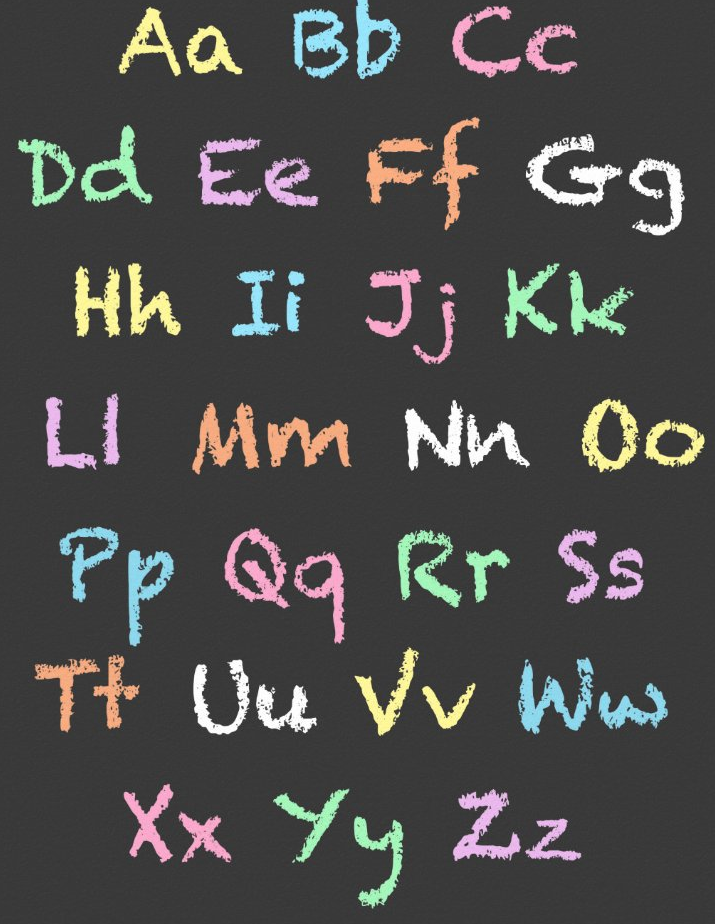 Aa Bb Cc
Dd Ee Ff Gg
Hh Ii Jj Kk
Ll Mm Nn Oo
Pp Qq Rr Ss
Tt Uu Vv Ww
Xx Yy Zz